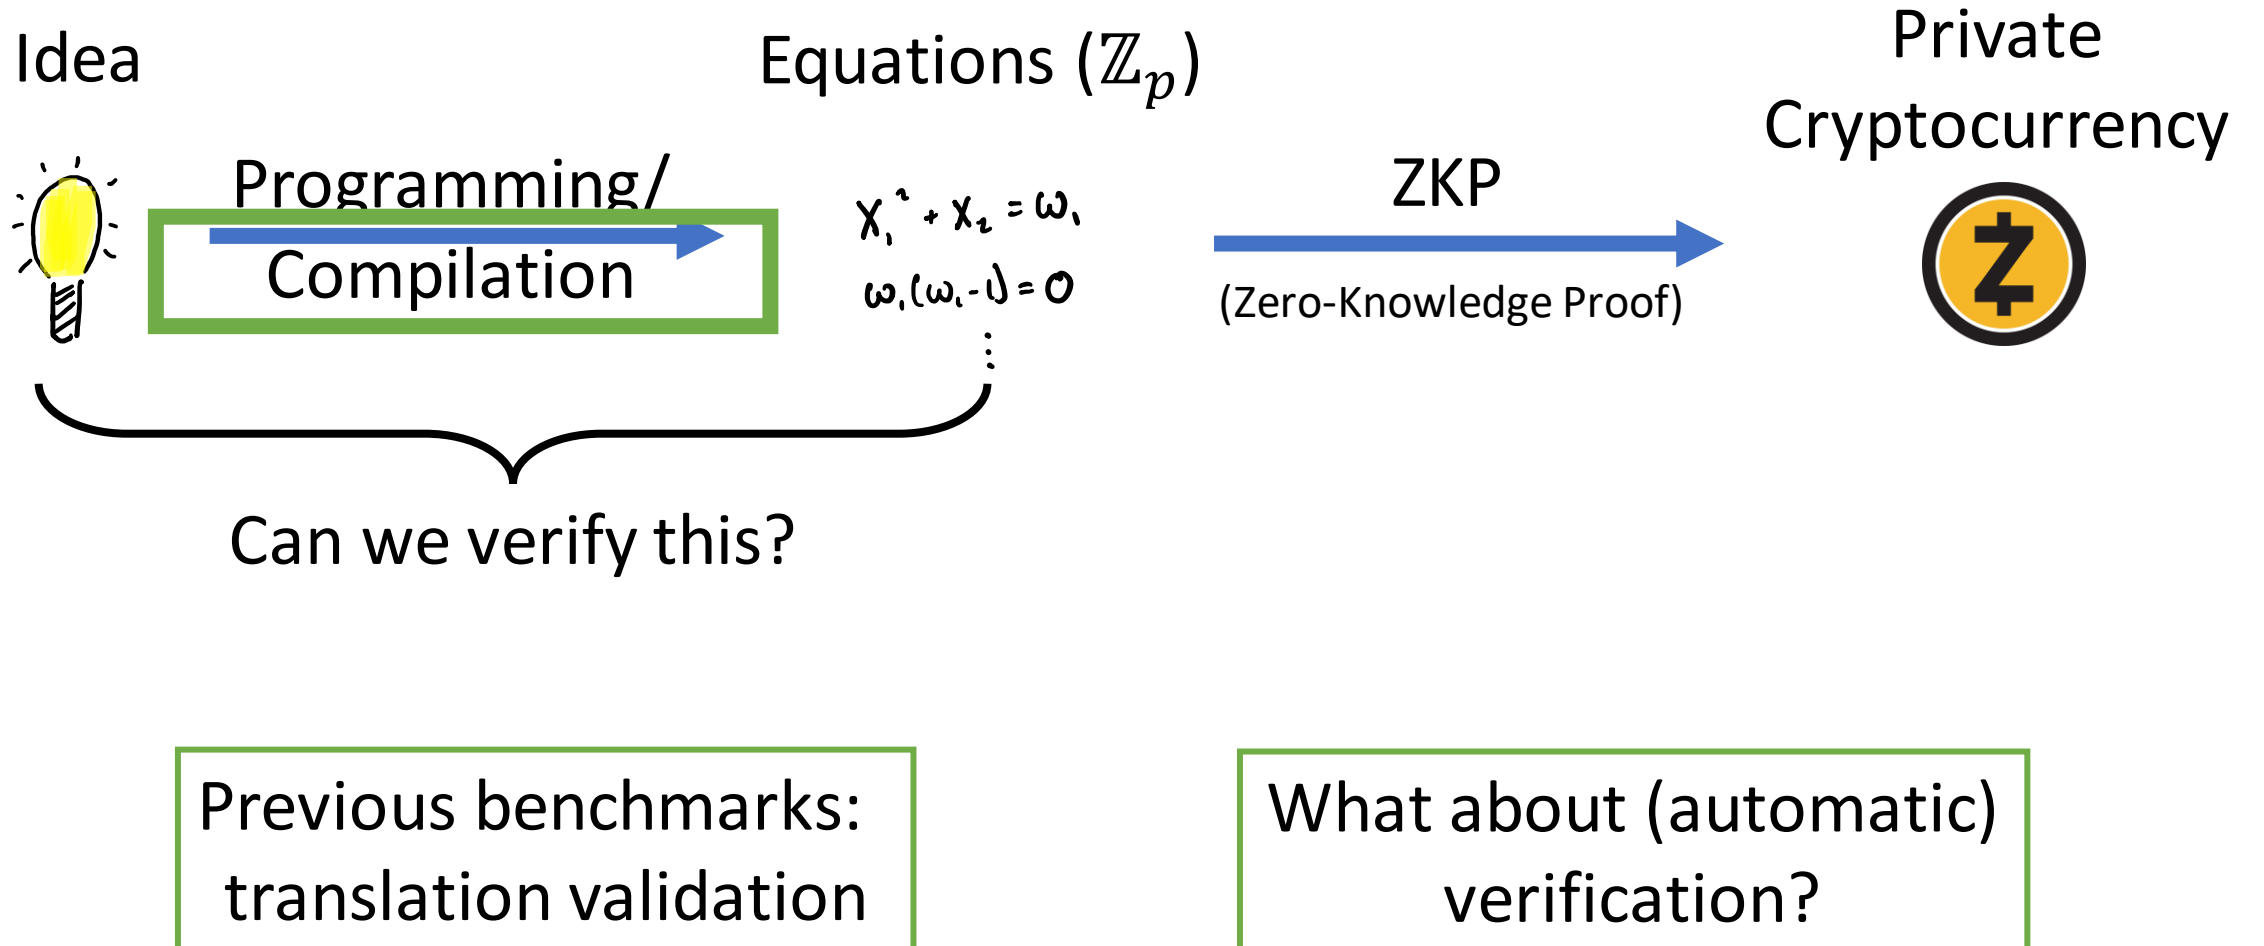 Idea
Equations (ℤ_p)
Private
Cryptocurrency
Programming/
Compilation
x₁² + x₂ = ω₁
ω₁(ω₁-1) = 0
⋮
ZKP
(Zero-Knowledge Proof)
Can we verify this?
Previous benchmarks:
translation validation
What about (automatic)
verification?